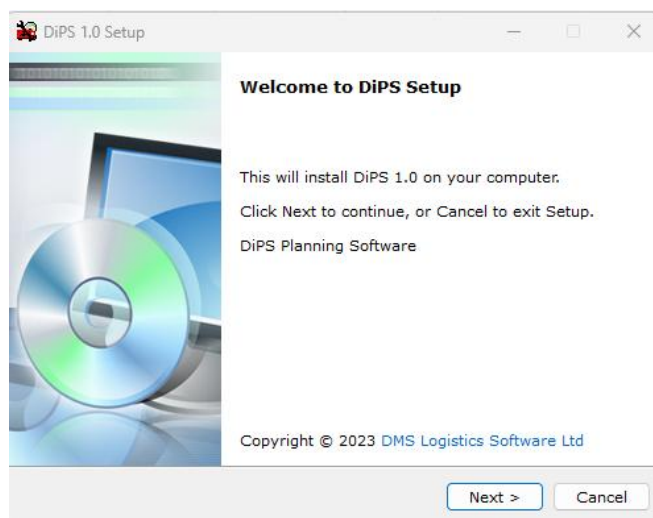 DiPS 1.0 Setup
Welcome to DiPS Setup
This will install DiPS 1.0 on your computer.
Click Next to continue, or Cancel to exit Setup.
DiPS Planning Software
Copyright © 2023 DMS Logistics Software Ltd
Next >
Cancel